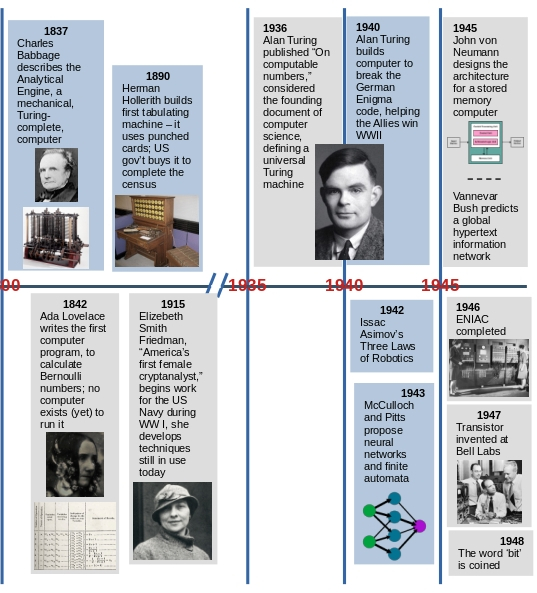 1837
Charles
Babbage
describes the
Analytical
Engine, a
mechanical,
Turing-
complete,
computer
1890
Herman
Hollerith builds
first tabulating
machine – it
uses punched
cards; US
gov't buys it to
complete the
census
1936
Alan Turing
published "On
computable
numbers,"
considered
the founding
document of
computer
science,
defining a
universal
Turing
machine
1940
Alan Turing
builds
computer to
break the
German
Enigma
code, helping
the Allies win
WWII
1945
John von
Neumann
designs the
architecture
for a stored
memory
computer
Vannevar
Bush predicts
a global
hypertext
information
network
00
1935
1940
1945
1842
Ada Lovelace
writes the first
computer
program, to
calculate
Bernoulli
numbers; no
computer
exists (yet) to
run it
1915
Elizebeth
Smith
Friedman,
"America's
first female
cryptanalyst,"
begins work
for the US
Navy during
WW I, she
develops
techniques
still in use
today
1942
Issac
Asimov's
Three Laws
of Robotics
1943
McCulloch
and Pitts
propose
neural
networks
and finite
automata
1946
ENIAC
completed
1947
Transistor
invented at
Bell Labs
1948
The word 'bit'
is coined